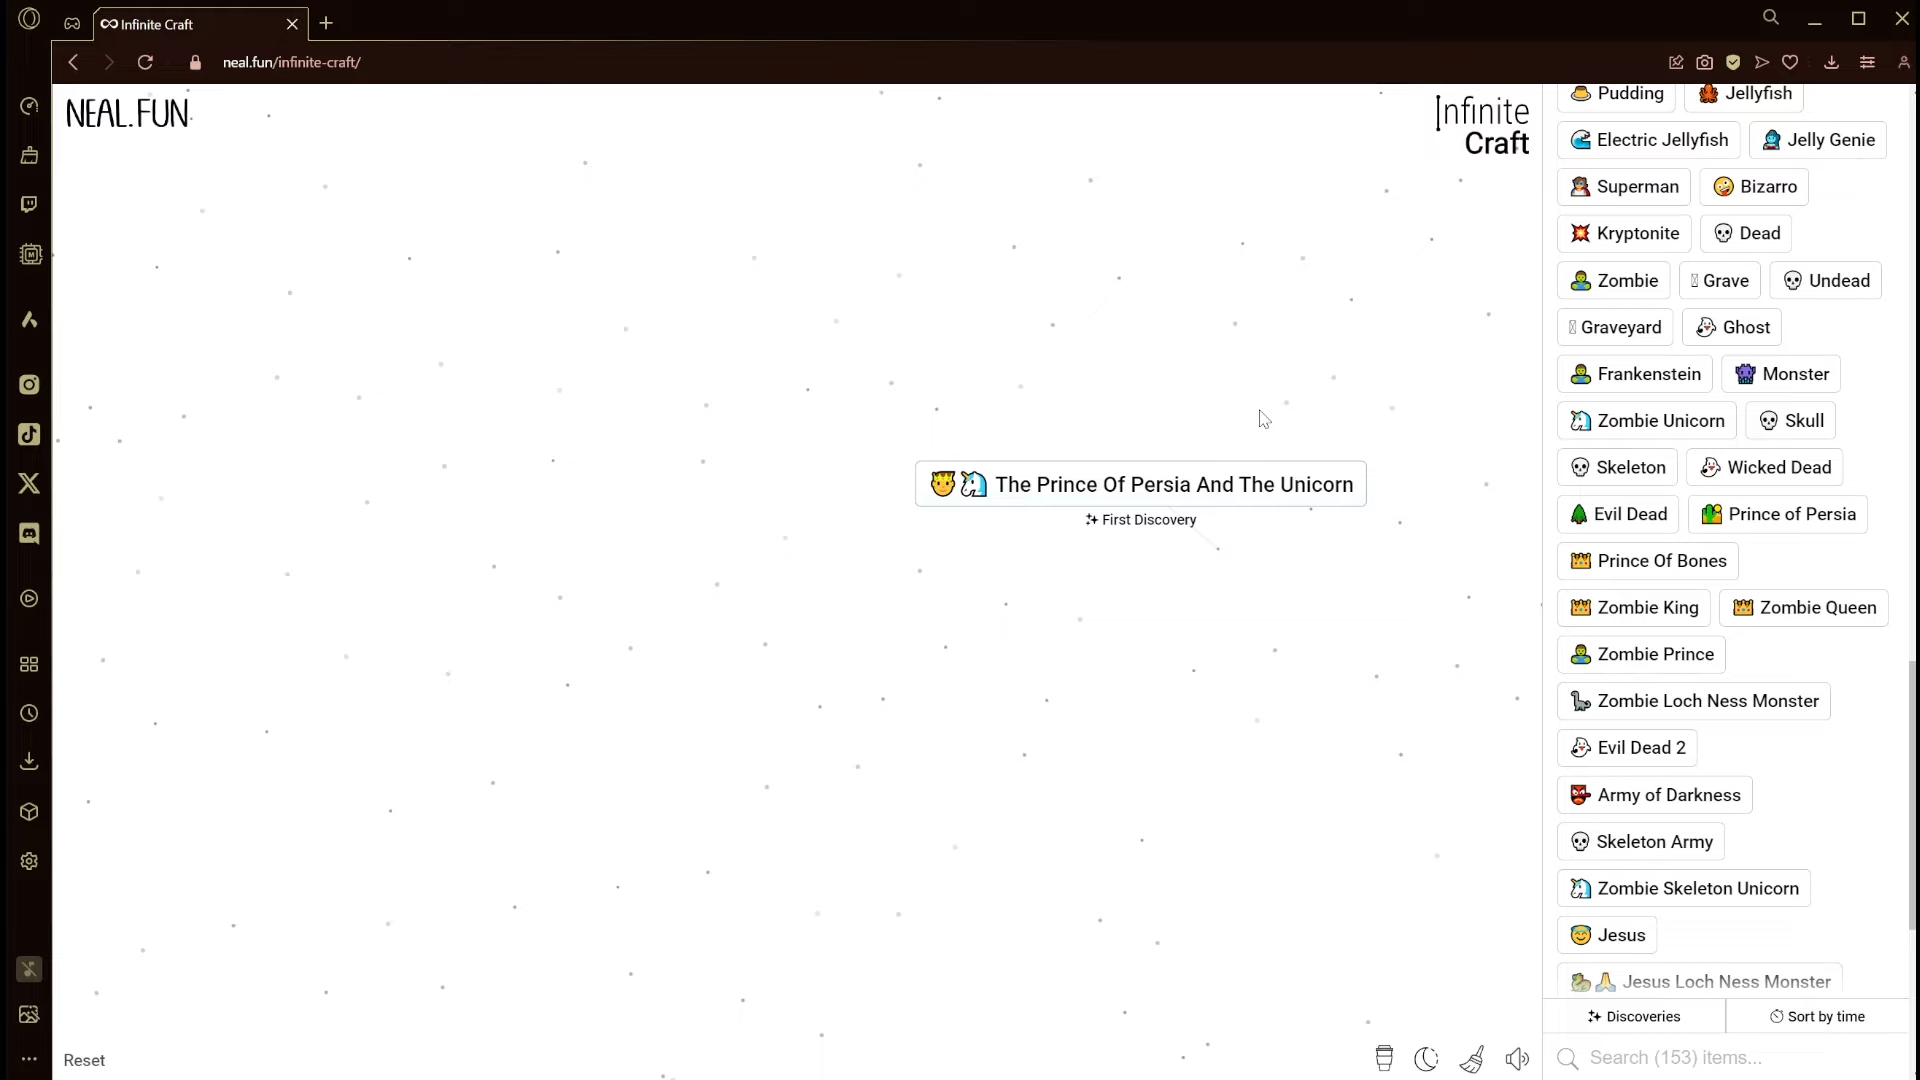 Infinite Craft
neal.fun/infinite-craft/
NEAL.FUN
Infinite
Craft
The Prince Of Persia And The Unicorn
First Discovery
Reset
Pudding
Jellyfish
Electric Jellyfish
Jelly Genie
Superman
Bizarro
Kryptonite
Dead
Zombie
Grave
Undead
Graveyard
Ghost
Frankenstein
Monster
Zombie Unicorn
Skull
Skeleton
Wicked Dead
Evil Dead
Prince of Persia
Prince Of Bones
Zombie King
Zombie Queen
Zombie Prince
Zombie Loch Ness Monster
Evil Dead 2
Army of Darkness
Skeleton Army
Zombie Skeleton Unicorn
Jesus
Jesus Loch Ness Monster
Discoveries
Sort by time
Search (153) items...